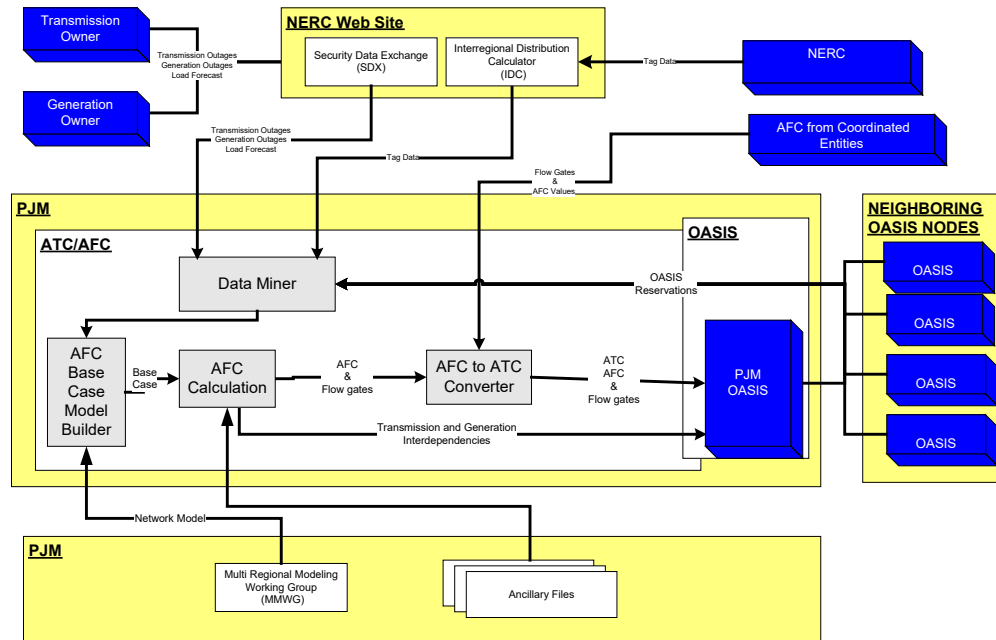 Transmission
Owner
Generation
Owner
Transmission Outages
Generation Outages
Load Forecast
NERC Web Site
Security Data Exchange
(SDX)
Interregional Distribution
Calculator
(IDC)
Tag Data
NERC
AFC from Coordinated
Entities
Transmission Outages
Generation Outages
Load Forecast
Tag Data
Flow Gates
&
AFC Values
PJM
ATC/AFC
OASIS
NEIGHBORING
OASIS NODES
Data Miner
OASIS
Reservations
OASIS
OASIS
OASIS
OASIS
AFC
Base
Case
Model
Builder
Base
Case
AFC
Calculation
AFC
&
Flow gates
AFC to ATC
Converter
ATC
AFC
&
Flow gates
PJM
OASIS
Transmission and Generation
Interdependencies
Network Model
PJM
Multi Regional Modeling
Working Group
(MMWG)
Ancillary Files